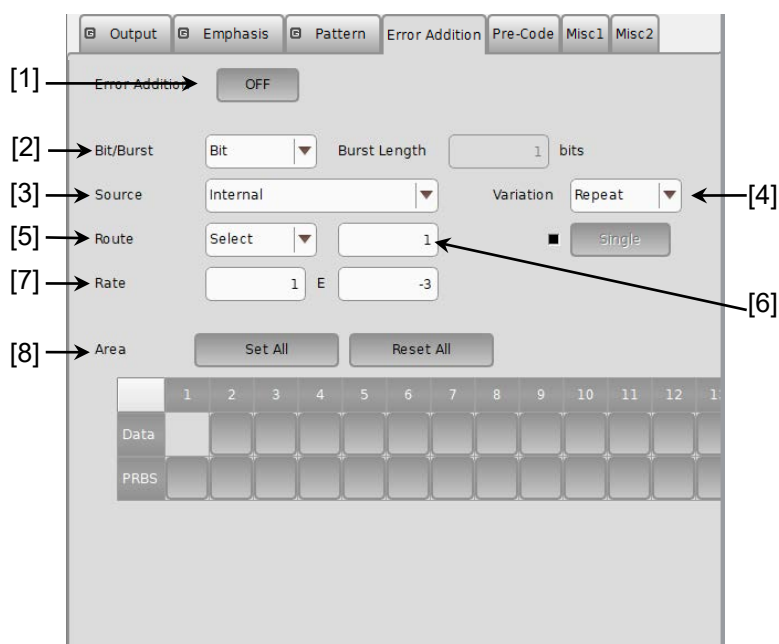 G Output G Emphasis G Pattern Error Addition Pre-Code Misc1 Misc2
[1] Error Addition OFF
[2] Bit/Burst Bit Burst Length 1 bits
[3] Source Internal Variation Repeat [4]
[5] Route Select 1 Single
[6]
[7] Rate 1 E -3
[8] Area Set All Reset All
1 2 3 4 5 6 7 8 9 10 11 12
Data
PRBS